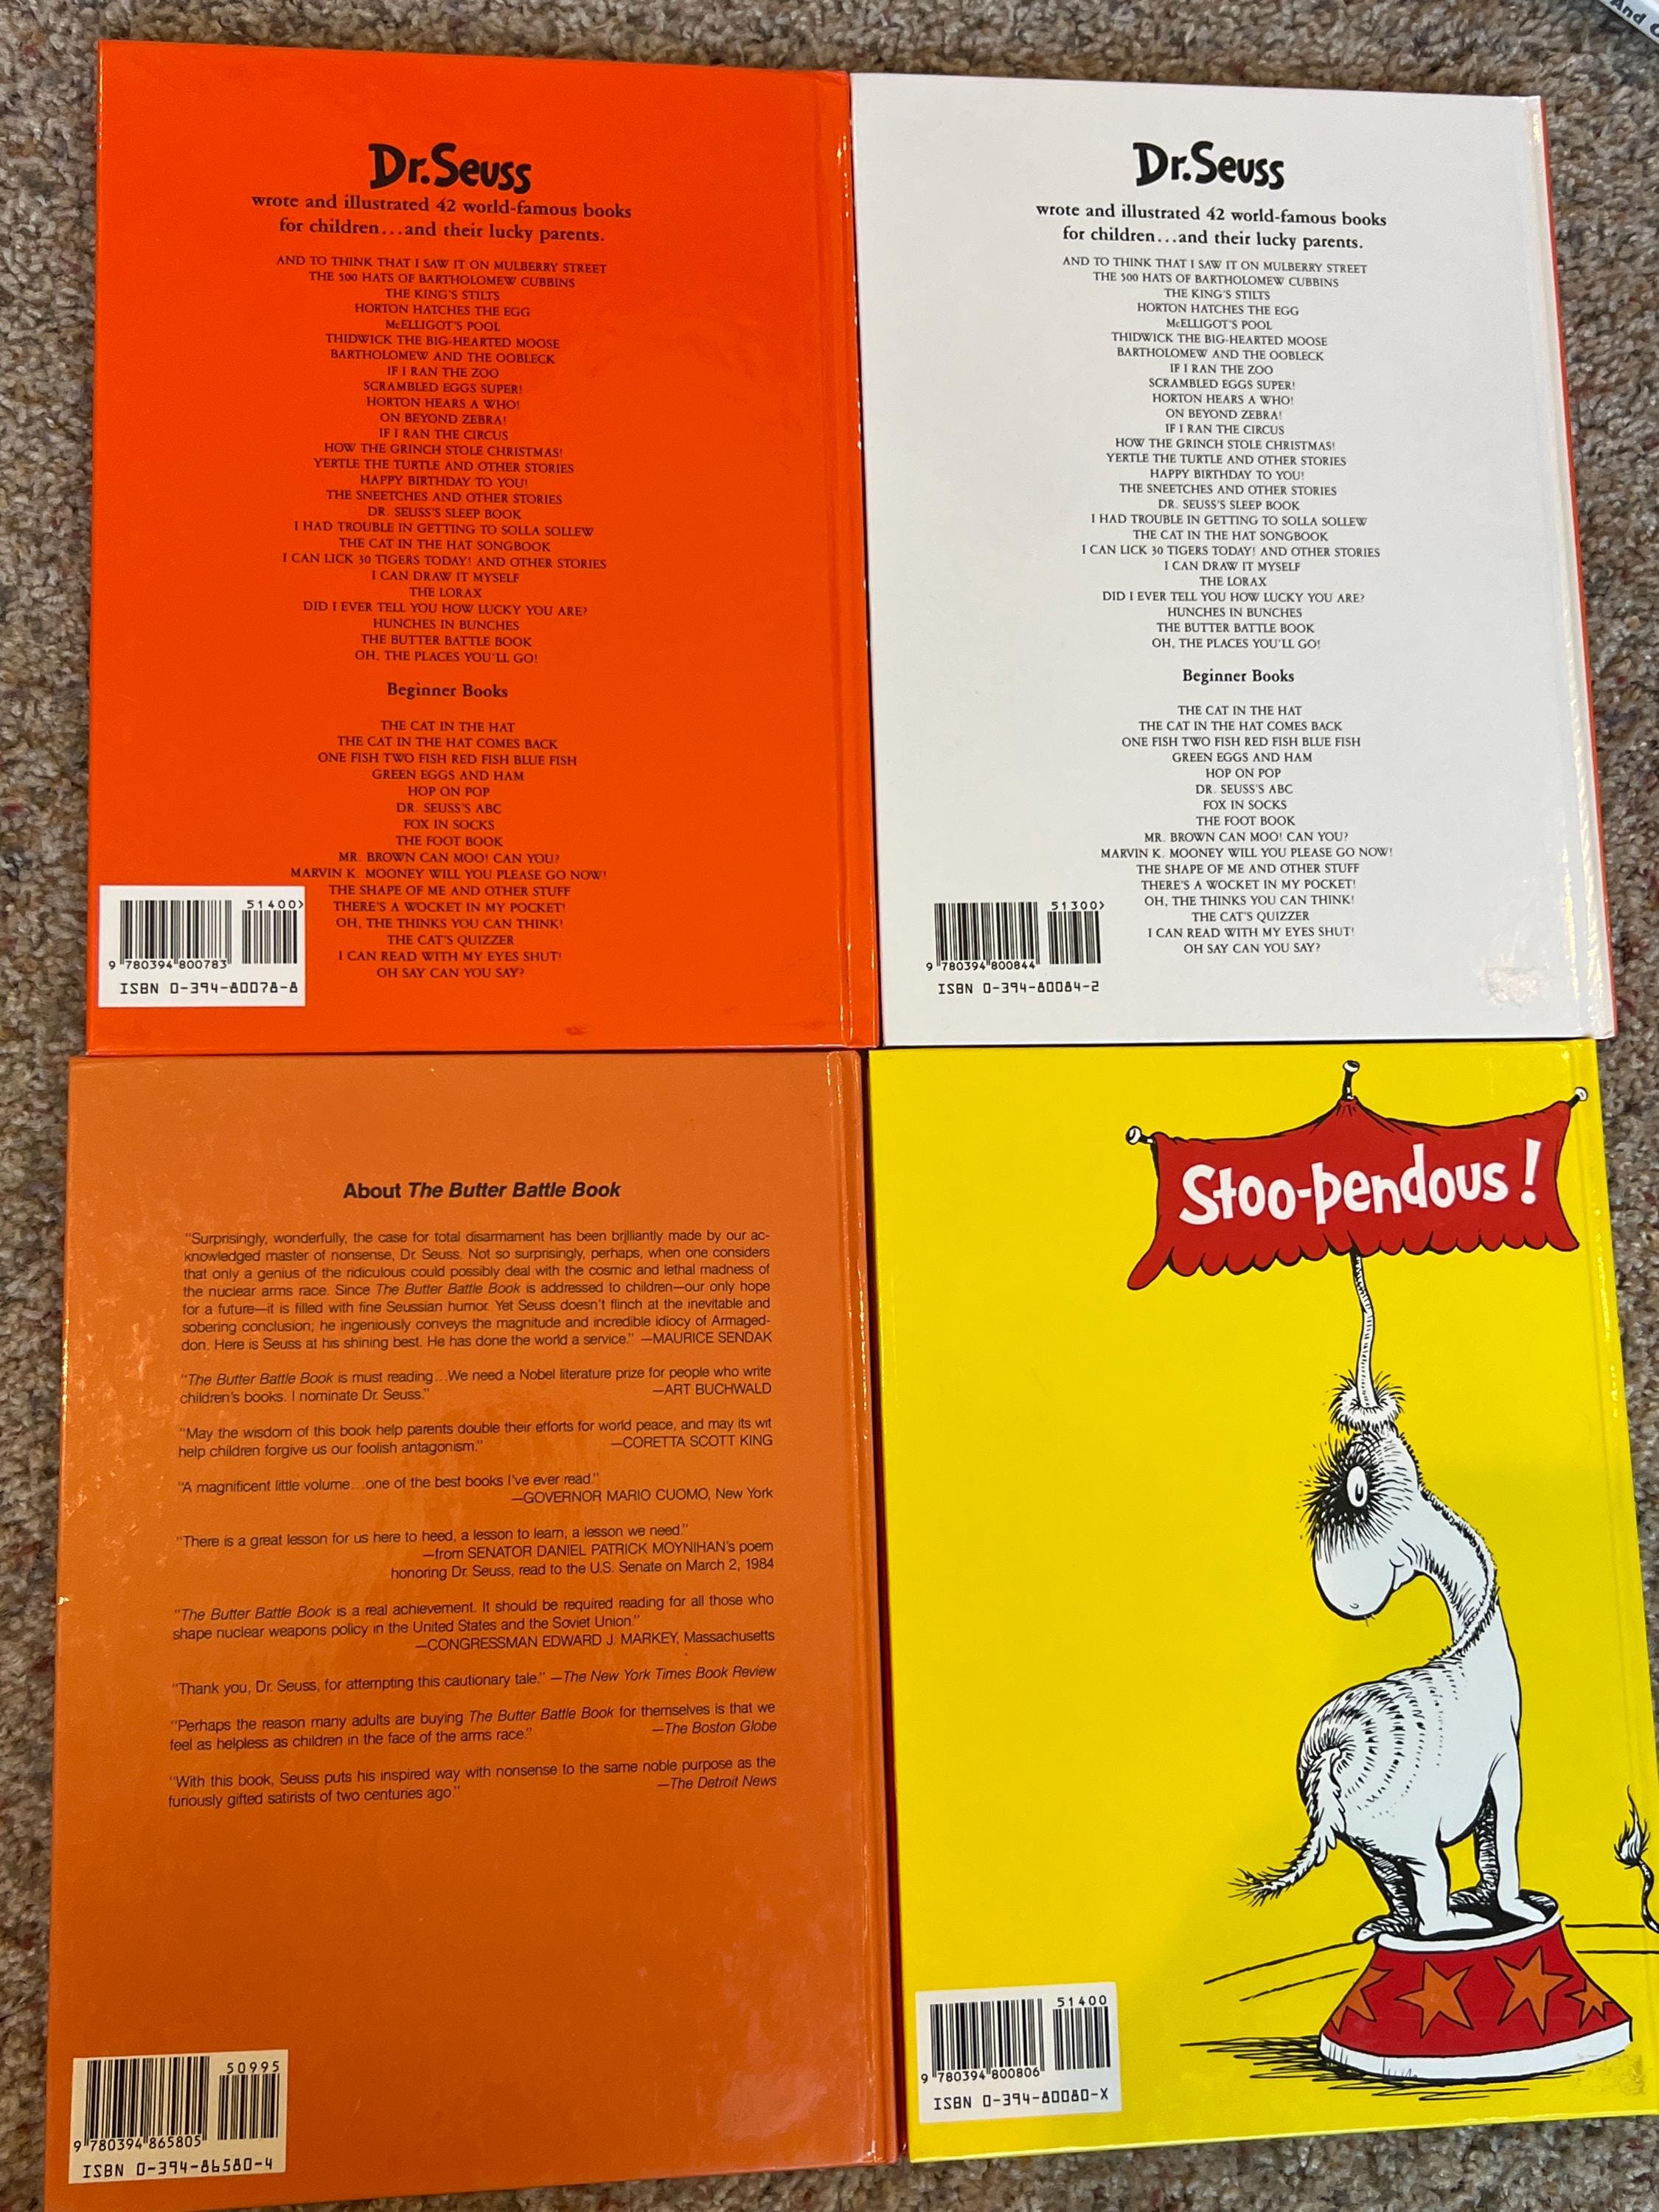 And
Dr. Seuss
wrote and illustrated 42 world-famous books
for children...and their lucky parents.
AND TO THINK THAT I SAW IT ON MULBERRY STREET
THE 500 HATS OF BARTHOLOMEW CUBBINS
THE KING'S STILTS
HORTON HATCHES THE EGG
McELLIGOT'S POOL
THIDWICK THE BIG-HEARTED MOOSE
BARTHOLOMEW AND THE OOBLECK
IF I RAN THE ZOO
SCRAMBLED EGGS SUPER!
HORTON HEARS A WHO!
ON BEYOND ZEBRA!
IF I RAN THE CIRCUS
HOW THE GRINCH STOLE CHRISTMAS!
YERTLE THE TURTLE AND OTHER STORIES
HAPPY BIRTHDAY TO YOU!
THE SNEETCHES AND OTHER STORIES
DR. SEUSS'S SLEEP BOOK
I HAD TROUBLE IN GETTING TO SOLLA SOLLEW
THE CAT IN THE HAT SONGBOOK
I CAN LICK 30 TIGERS TODAY! AND OTHER STORIES
I CAN DRAW IT MYSELF
THE LORAX
DID I EVER TELL YOU HOW LUCKY YOU ARE?
HUNCHES IN BUNCHES
THE BUTTER BATTLE BOOK
OH, THE PLACES YOU'LL GO!
Beginner Books
THE CAT IN THE HAT
THE CAT IN THE HAT COMES BACK
ONE FISH TWO FISH RED FISH BLUE FISH
GREEN EGGS AND HAM
HOP ON POP
DR. SEUSS'S ABC
FOX IN SOCKS
THE FOOT BOOK
MR. BROWN CAN MOO! CAN YOU?
MARVIN K. MOONEY WILL YOU PLEASE GO NOW!
THE SHAPE OF ME AND OTHER STUFF
THERE'S A WOCKET IN MY POCKET!
OH, THE THINKS YOU CAN THINK!
THE CAT'S QUIZZER
I CAN READ WITH MY EYES SHUT!
OH SAY CAN YOU SAY?
51400>
9 780394 800783
ISBN 0-394-80078-8
Dr. Seuss
wrote and illustrated 42 world-famous books
for children...and their lucky parents.
AND TO THINK THAT I SAW IT ON MULBERRY STREET
THE 500 HATS OF BARTHOLOMEW CUBBINS
THE KING'S STILTS
HORTON HATCHES THE EGG
McELLIGOT'S POOL
THIDWICK THE BIG-HEARTED MOOSE
BARTHOLOMEW AND THE OOBLECK
IF I RAN THE ZOO
SCRAMBLED EGGS SUPER!
HORTON HEARS A WHO!
ON BEYOND ZEBRA!
IF I RAN THE CIRCUS
HOW THE GRINCH STOLE CHRISTMAS!
YERTLE THE TURTLE AND OTHER STORIES
HAPPY BIRTHDAY TO YOU!
THE SNEETCHES AND OTHER STORIES
DR. SEUSS'S SLEEP BOOK
I HAD TROUBLE IN GETTING TO SOLLA SOLLEW
THE CAT IN THE HAT SONGBOOK
I CAN LICK 30 TIGERS TODAY! AND OTHER STORIES
I CAN DRAW IT MYSELF
THE LORAX
DID I EVER TELL YOU HOW LUCKY YOU ARE?
HUNCHES IN BUNCHES
THE BUTTER BATTLE BOOK
OH, THE PLACES YOU'LL GO!
Beginner Books
THE CAT IN THE HAT
THE CAT IN THE HAT COMES BACK
ONE FISH TWO FISH RED FISH BLUE FISH
GREEN EGGS AND HAM
HOP ON POP
DR. SEUSS'S ABC
FOX IN SOCKS
THE FOOT BOOK
MR. BROWN CAN MOO! CAN YOU?
MARVIN K. MOONEY WILL YOU PLEASE GO NOW!
THE SHAPE OF ME AND OTHER STUFF
THERE'S A WOCKET IN MY POCKET!
OH, THE THINKS YOU CAN THINK!
THE CAT'S QUIZZER
I CAN READ WITH MY EYES SHUT!
OH SAY CAN YOU SAY?
51300>
9 780394 800844
ISBN 0-394-80084-2
About The Butter Battle Book
"Surprisingly, wonderfully, the case for total disarmament has been brilliantly made by our ac-
knowledged master of nonsense, Dr. Seuss. Not so surprisingly, perhaps, when one considers
that only a genius of the ridiculous could possibly deal with the cosmic and lethal madness of
the nuclear arms race. Since The Butter Battle Book is addressed to children—our only hope
for a future—it is filled with fine Seussian humor. Yet Seuss doesn't flinch at the inevitable and
sobering conclusion; he ingeniously conveys the magnitude and incredible idiocy of Armaged-
don. Here is Seuss at his shining best. He has done the world a service." —MAURICE SENDAK
"The Butter Battle Book is must reading...We need a Nobel literature prize for people who write
children's books. I nominate Dr. Seuss." —ART BUCHWALD
"May the wisdom of this book help parents double their efforts for world peace, and may its wit
help children forgive us our foolish antagonism." —CORETTA SCOTT KING
"A magnificent little volume...one of the best books I've ever read."
—GOVERNOR MARIO CUOMO, New York
"There is a great lesson for us here to heed, a lesson to learn, a lesson we need."
—from SENATOR DANIEL PATRICK MOYNIHAN's poem
honoring Dr. Seuss, read to the U.S. Senate on March 2, 1984
"The Butter Battle Book is a real achievement. It should be required reading for all those who
shape nuclear weapons policy in the United States and the Soviet Union."
—CONGRESSMAN EDWARD J. MARKEY, Massachusetts
"Thank you, Dr. Seuss, for attempting this cautionary tale." —The New York Times Book Review
"Perhaps the reason many adults are buying The Butter Battle Book for themselves is that we
feel as helpless as children in the face of the arms race." —The Boston Globe
"With this book, Seuss puts his inspired way with nonsense to the same noble purpose as the
furiously gifted satirists of two centuries ago." —The Detroit News
50995
9 780394 865805
ISBN 0-394-86580-4
Stoo-pendous!
51400
9 780394 800806
ISBN 0-394-80080-X